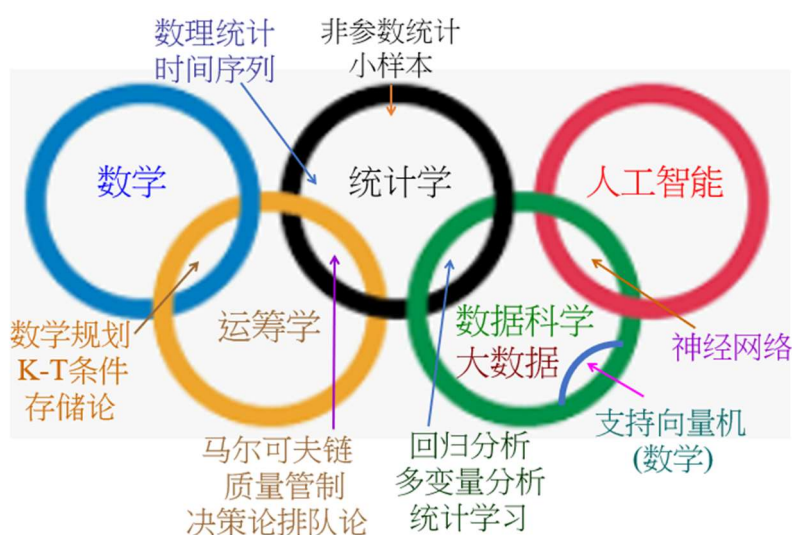 数理统计
时间序列
非参数统计
小样本
数学
统计学
人工智能
数学规划
K-T条件
存储论
运筹学
数据科学
大数据
神经网络
支持向量机
(数学)
马尔可夫链
质量管制
决策论排队论
回归分析
多变量分析
统计学习